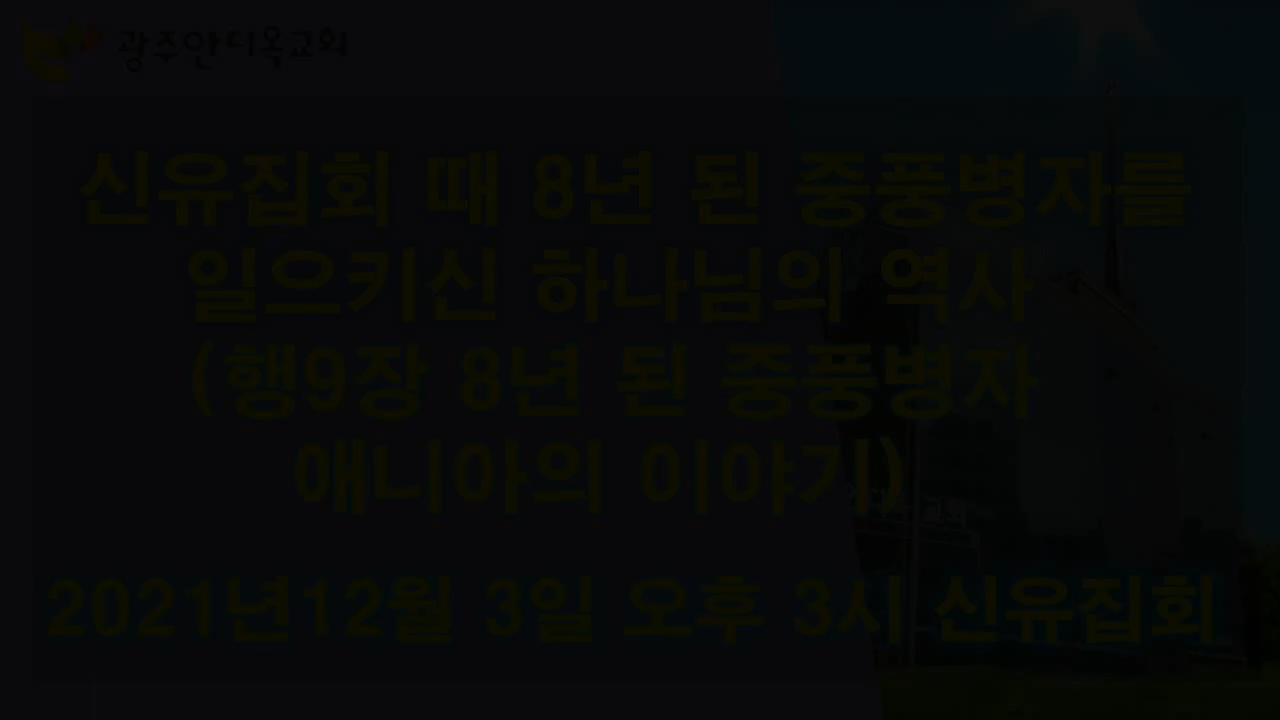 광주안디옥교회
신유집회 때 8년 된 중풍병자를
일으키신 하나님의 역사
(행9장 8년 된 중풍병자
애니아의 이야기)
2021년12월 3일 오후 3시 신유집회